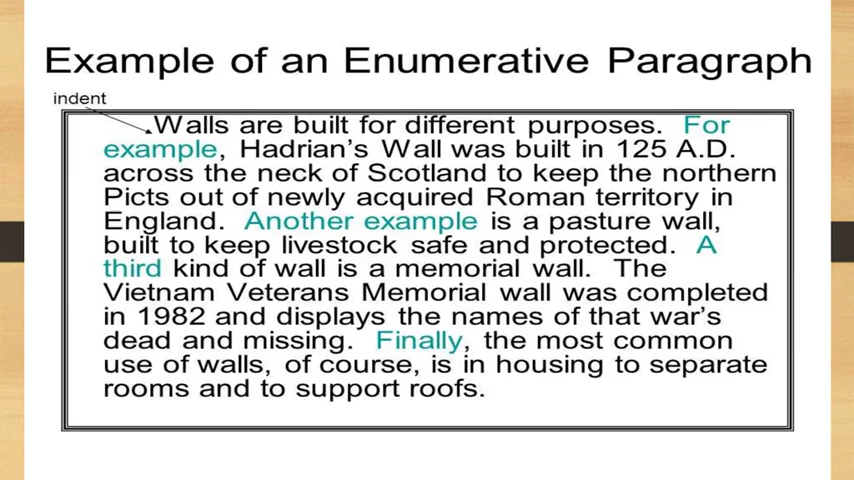 Example of an Enumerative Paragraph
indent
Walls are built for different purposes. For
example, Hadrian's Wall was built in 125 A.D.
across the neck of Scotland to keep the northern
Picts out of newly acquired Roman territory in
England. Another example is a pasture wall,
built to keep livestock safe and protected. A
third kind of wall is a memorial wall. The
Vietnam Veterans Memorial wall was completed
in 1982 and displays the names of that war's
dead and missing. Finally, the most common
use of walls, of course, is in housing to separate
rooms and to support roofs.